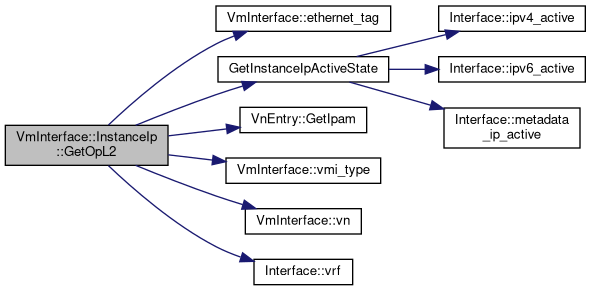 VmInterface::ethernet_tag
Interface::ipv4_active
GetInstanceIpActiveState
Interface::ipv6_active
VmInterface::InstanceIp
::GetOpL2
VnEntry::GetIpam
Interface::metadata
_ip_active
VmInterface::vmi_type
VmInterface::vn
Interface::vrf